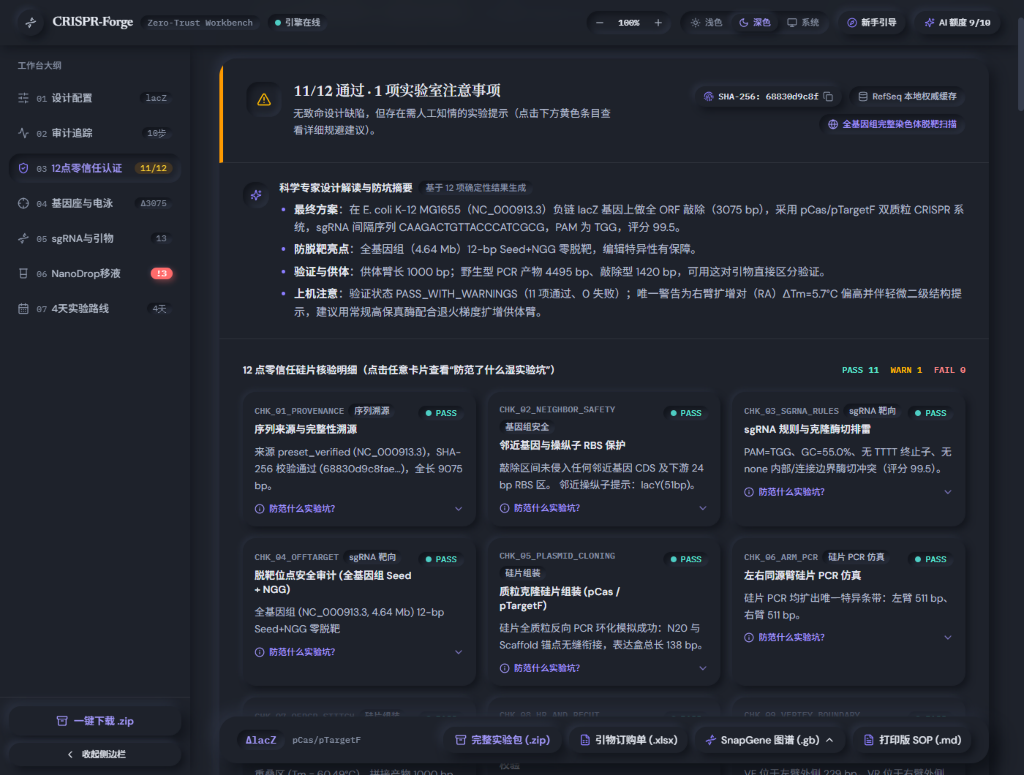 CRISPR-Forge Zero-Trust Workbench 引擎在线 − 100% + 浅色 深色 系统 新手引导 AI 额度 9/10
工作台大纲
01 设计配置 lacZ
02 审计追踪 10步
03 12点零信任认证 11/12
04 基因座与电泳 Δ3075
05 sgRNA与引物 13
06 NanoDrop移液 !3
07 4天实验路线 4天
一键下载 .zip
收起侧边栏
11/12 通过 · 1 项实验室注意事项
无致命设计缺陷，但存在需人工知情的实验提示（点击下方黄色条目查
看详细规避建议）。
SHA-256: 68830d9c8f
RefSeq 本地权威缓存
全基因组完整染色体脱靶扫描
科学专家设计解读与防坑摘要 基于 12 项确定性结果生成
• 最终方案：在 E. coli K-12 MG1655（NC_000913.3）负链 lacZ 基因上做全 ORF 敲除（3075 bp），采用 pCas/pTargetF 双质粒 CRISPR 系
统，sgRNA 间隔序列 CAAGACTGTTACCCATCGCG，PAM 为 TGG，评分 99.5。
• 防脱靶亮点：全基因组（4.64 Mb）12-bp Seed+NGG 零脱靶，编辑特异性有保障。
• 验证与供体：供体臂长 1000 bp；野生型 PCR 产物 4495 bp、敲除型 1420 bp，可用这对引物直接区分验证。
• 上机注意：验证状态 PASS_WITH_WARNINGS（11 项通过、0 失败）；唯一警告为右臂扩增对（RA）ΔTm=5.7°C 偏高并伴轻微二级结构提
示，建议用常规高保真酶配合退火梯度扩增供体臂。
12 点零信任硅片核验明细（点击任意卡片查看“防范了什么湿实验坑”）
PASS 11 WARN 1 FAIL 0
CHK_01_PROVENANCE 序列溯源 PASS
序列来源与完整性溯源
来源 preset_verified (NC_000913.3)，SHA-
256 校验通过 (68830d9c8fae…)，全长 9075
bp。
防范什么实验坑?
CHK_02_NEIGHBOR_SAFETY PASS
基因组安全
邻近基因与操纵子 RBS 保护
敲除区间未侵入任何邻近基因 CDS 及下游 24
bp RBS 区。 邻近操纵子提示：lacY(51bp)。
防范什么实验坑?
CHK_03_SGRNA_RULES sgRNA 靶向 PASS
sgRNA 规则与克隆酶切排雷
PAM=TGG、GC=55.0%、无 TTTT 终止子、无
none 内部/连接边界酶切冲突（评分 99.5）。
防范什么实验坑?
CHK_04_OFFTARGET sgRNA 靶向 PASS
脱靶位点安全审计 (全基因组 Seed
+ NGG)
全基因组 (NC_000913.3, 4.64 Mb) 12-bp
Seed+NGG 零脱靶
防范什么实验坑?
CHK_05_PLASMID_CLONING PASS
硅片组装
质粒克隆硅片组装 (pCas /
pTargetF)
硅片全质粒反向 PCR 环化模拟成功：N20 与
Scaffold 锚点无缝衔接，表达盒总长 138 bp。
防范什么实验坑?
CHK_06_ARM_PCR 硅片 PCR 仿真 PASS
左右同源臂硅片 PCR 仿真
硅片 PCR 均扩出唯一特异条带：左臂 511 bp、
右臂 511 bp。
防范什么实验坑?
ΔlacZ pCas/pTargetF 完整实验包 (.zip) 引物订购单 (.xlsx) SnapGene 图谱 (.gb) 打印版 SOP (.md)